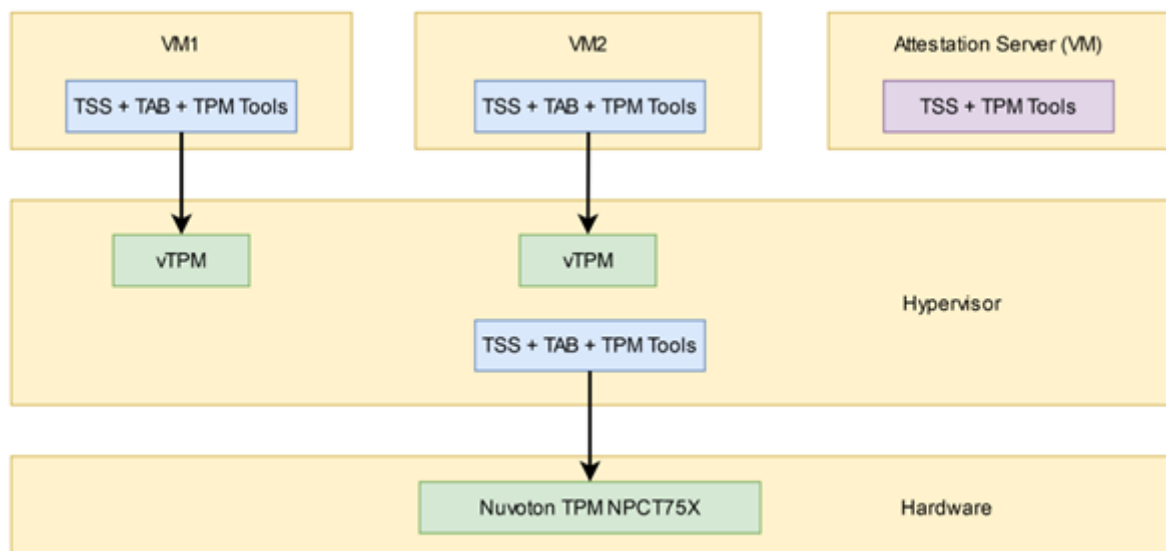 VM1
VM2
Attestation Server (VM)
TSS + TAB + TPM Tools
TSS + TAB + TPM Tools
TSS + TPM Tools
vTPM
vTPM
Hypervisor
TSS + TAB + TPM Tools
Nuvoton TPM NPCT75X
Hardware